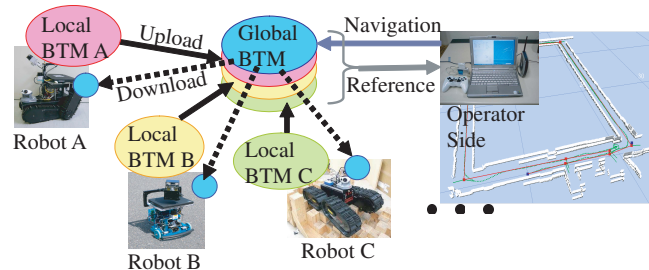 Local
BTM A
Upload
Download
Global
BTM
Navigation
Reference
Operator
Side
Robot A
Local
BTM B
Local
BTM C
Robot B
Robot C